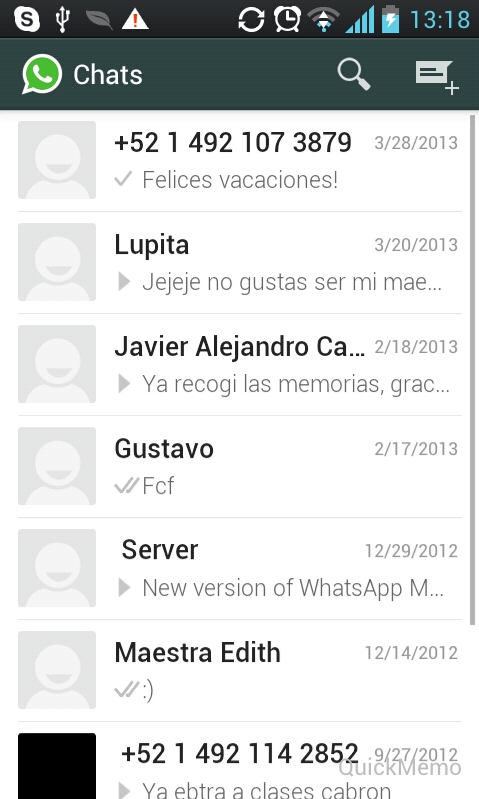 13:18
Chats
+52 1 492 107 3879 3/28/2013
Felices vacaciones!
Lupita 3/20/2013
Jejeje no gustas ser mi mae...
Javier Alejandro Ca... 2/18/2013
Ya recogi las memorias, grac...
Gustavo 2/17/2013
Fcf
Server 12/29/2012
New version of WhatsApp M...
Maestra Edith 12/14/2012
:)
+52 1 492 114 2852 9/27/2012
QuickMemo
Ya ebtra a clases cabron